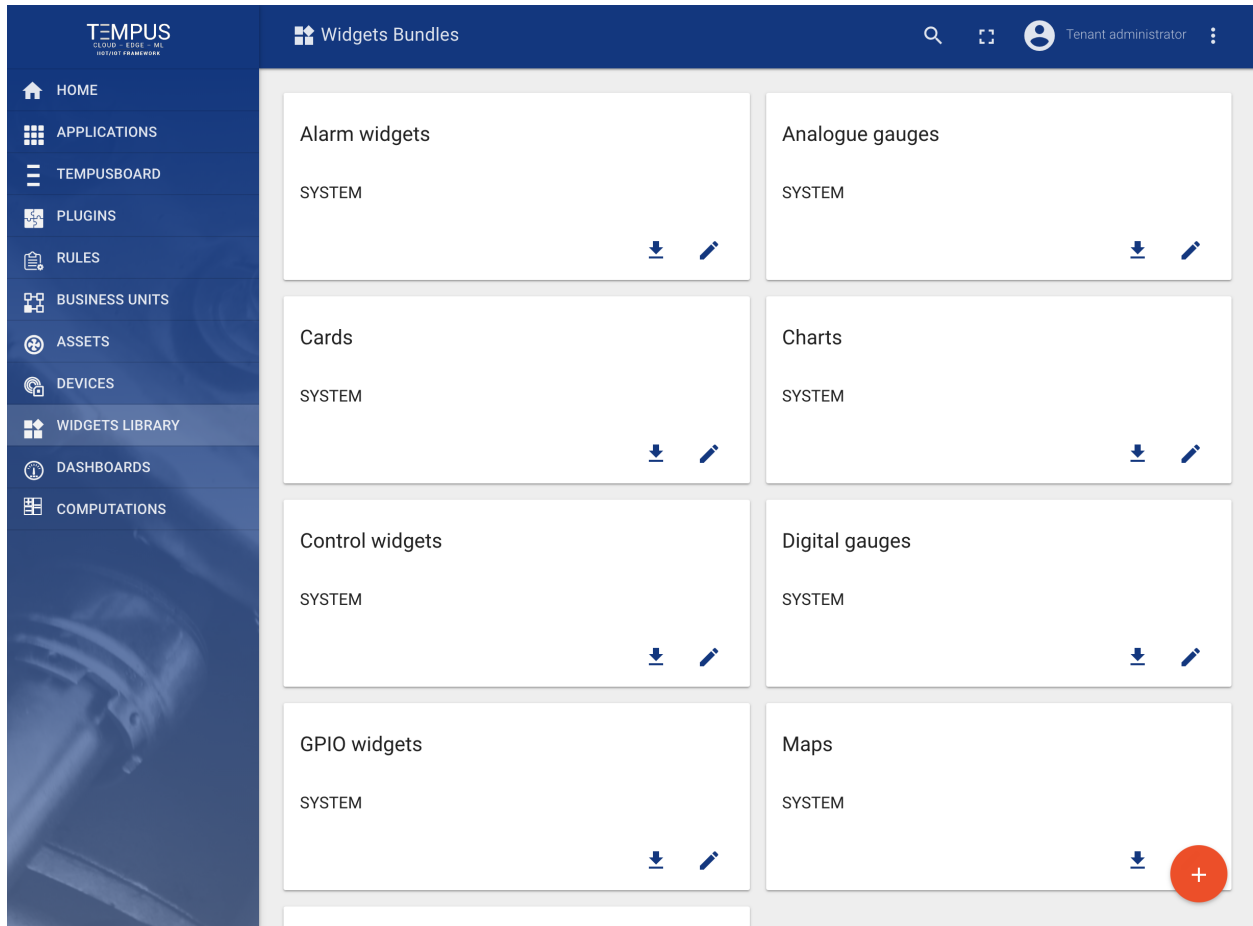 TEMPUS
CLOUD - EDGE - ML
IIOT/IOT FRAMEWORK
Widgets Bundles
Tenant administrator
HOME
APPLICATIONS
TEMPUSBOARD
PLUGINS
RULES
BUSINESS UNITS
ASSETS
DEVICES
WIDGETS LIBRARY
DASHBOARDS
COMPUTATIONS
Alarm widgets
SYSTEM
Analogue gauges
SYSTEM
Cards
SYSTEM
Charts
SYSTEM
Control widgets
SYSTEM
Digital gauges
SYSTEM
GPIO widgets
SYSTEM
Maps
SYSTEM